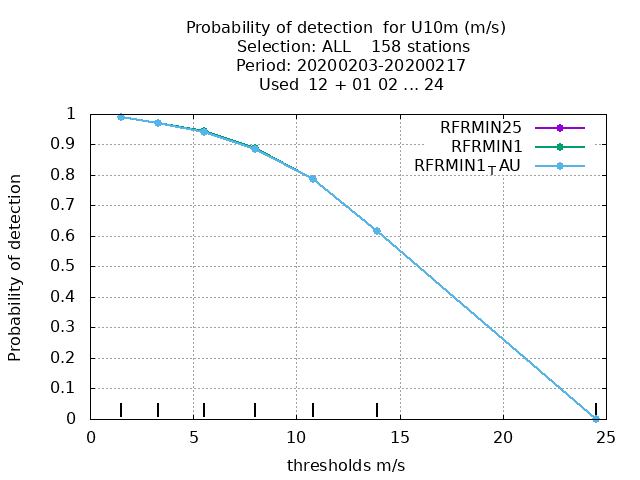 Probability of detection  for U10m (m/s)
Selection: ALL    158 stations
Period: 20200203-20200217
Used  12 + 01 02 ... 24
RFRMIN25
RFRMIN1
RFRMIN1TAU
Probability of detection
1
0.9
0.8
0.7
0.6
0.5
0.4
0.3
0.2
0.1
0
0 5 10 15 20 25
thresholds m/s